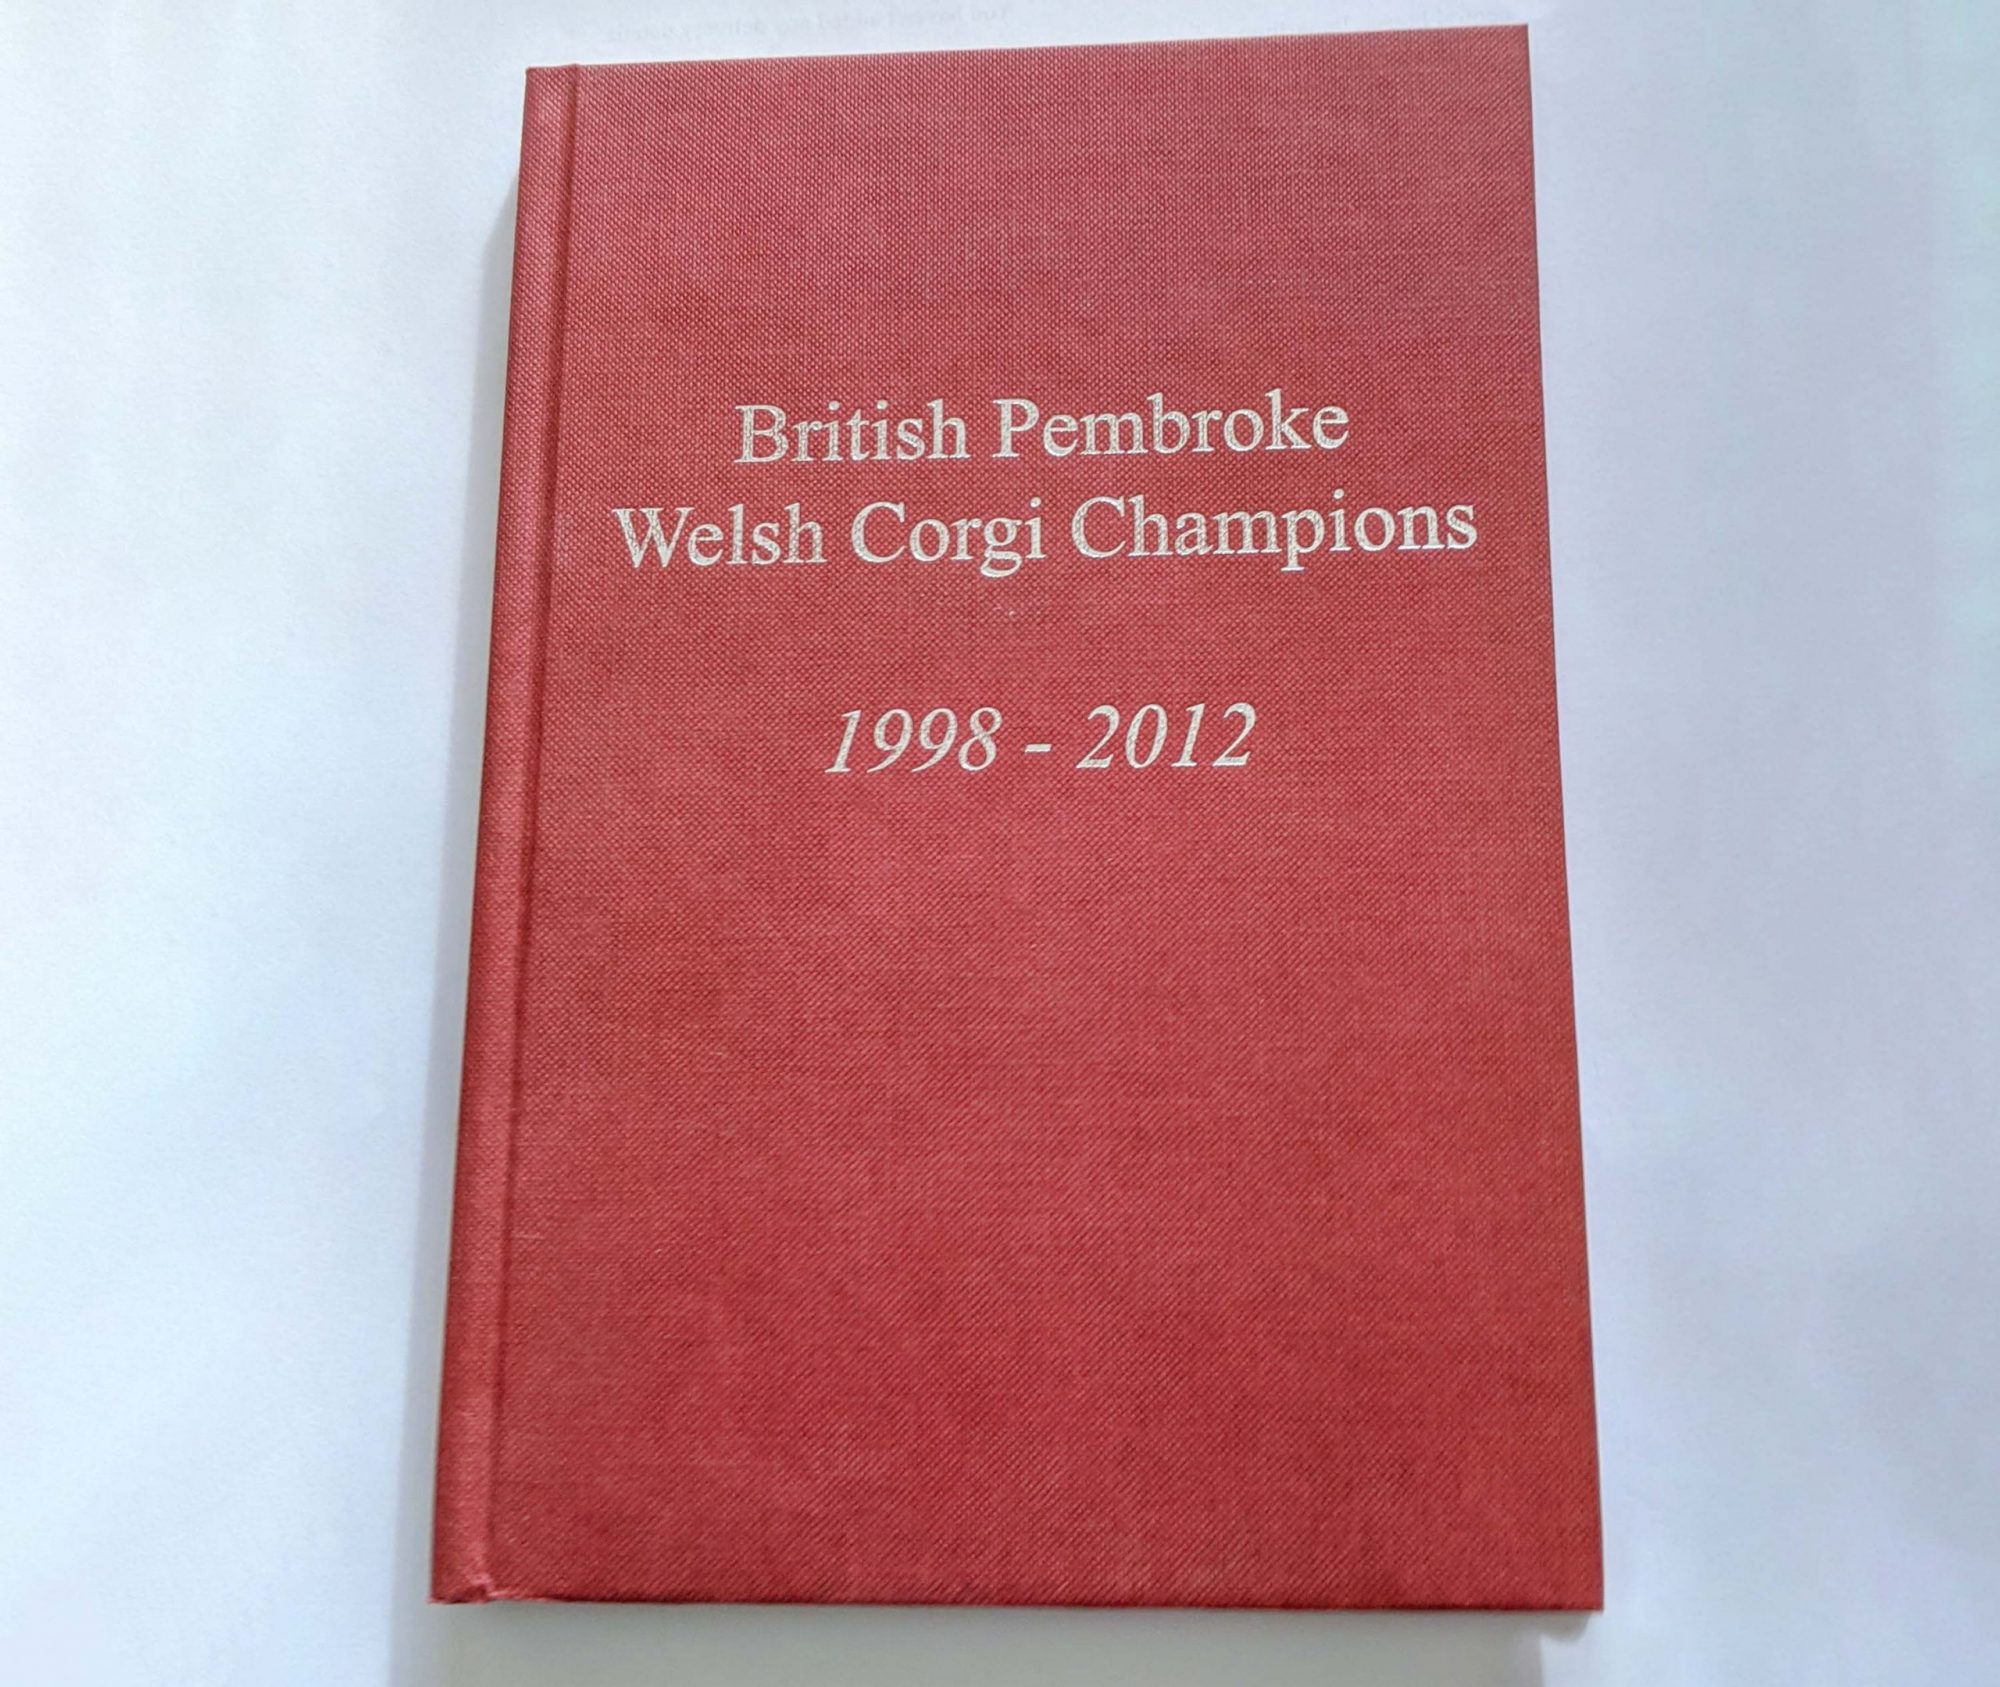 British Pembroke
Welsh Corgi Champions
1998 - 2012